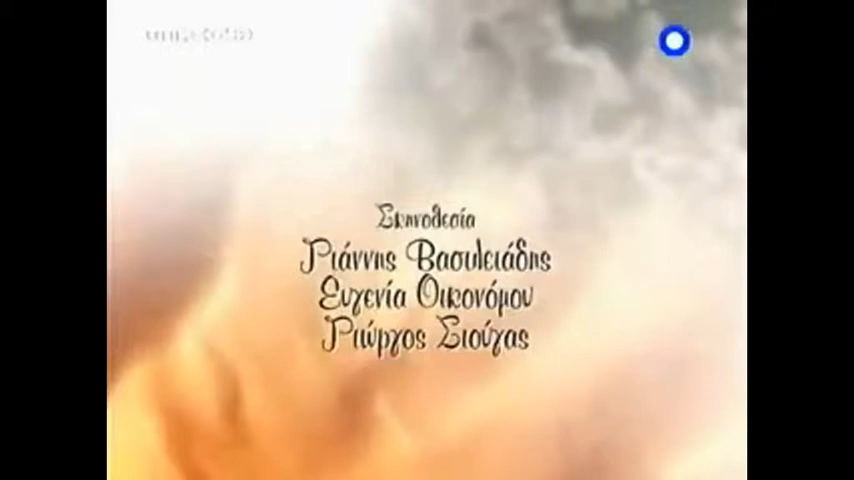 Σκηνοθεσία
Γιάννης Βασιλειάδης
Ευγενία Οικονόμου
Γιώργος Σιούγας